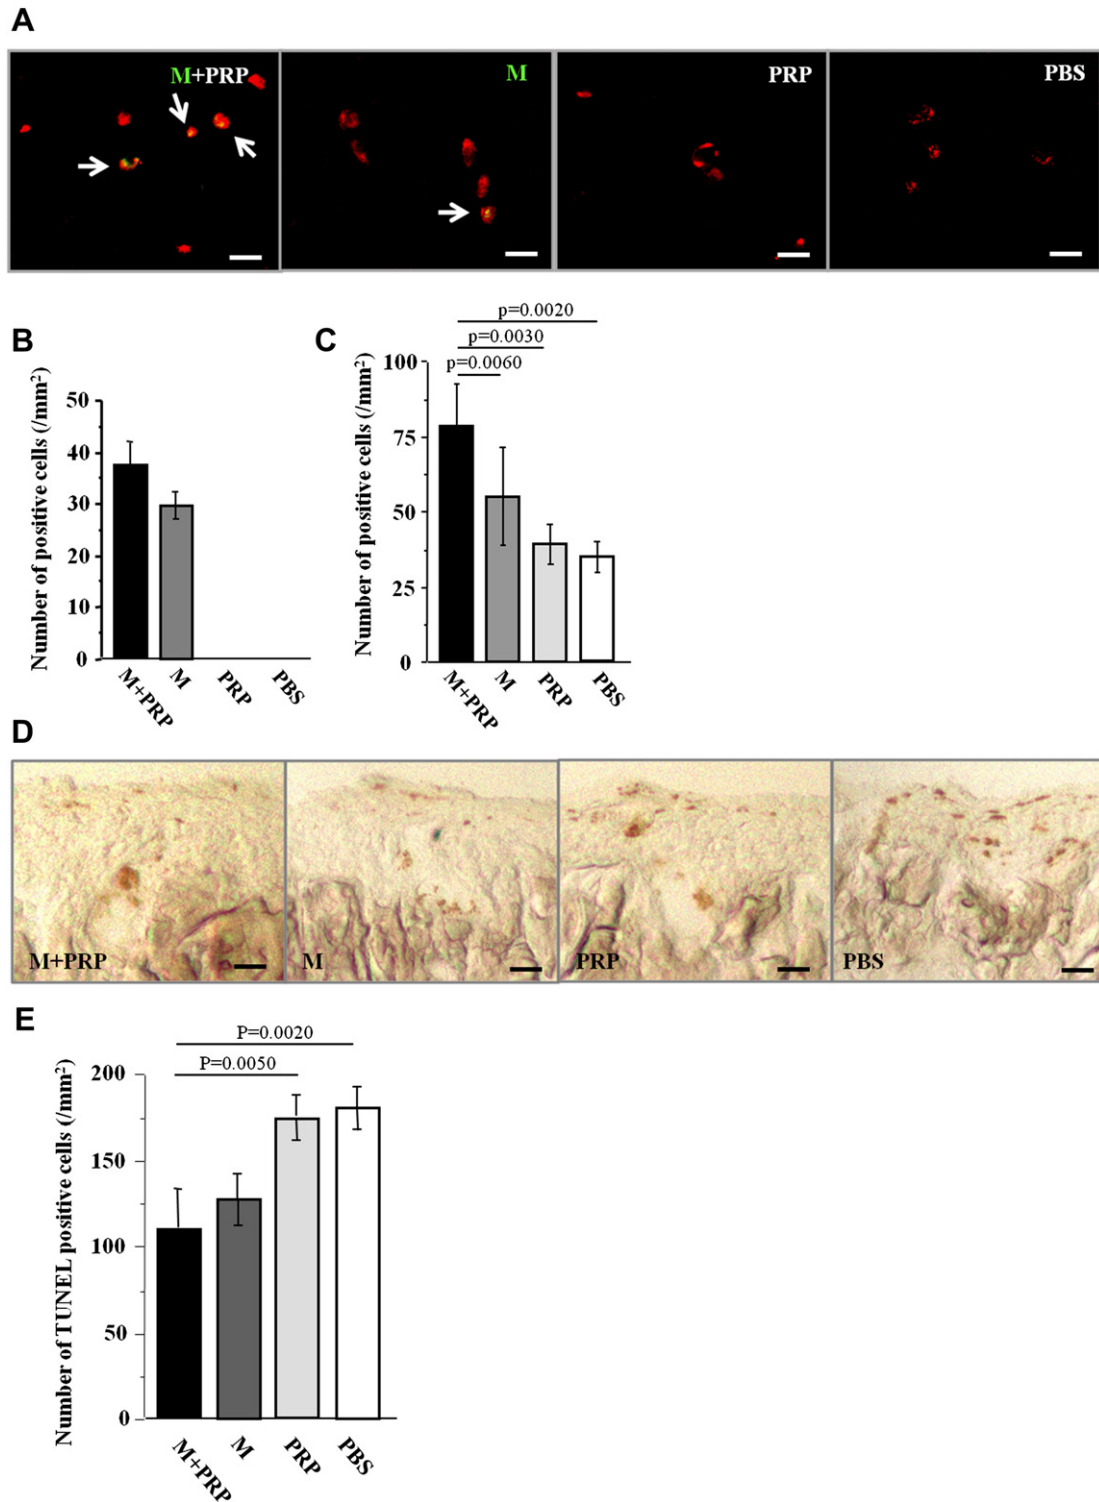 A
M+PRP
M
PRP
PBS
B
Number of positive cells (/mm²)
50
40
30
20
10
0
M+PRP
M
PRP
PBS
C
p=0.0020
p=0.0030
p=0.0060
Number of positive cells (/mm²)
100
75
50
25
0
M+PRP
M
PRP
PBS
D
M+PRP
M
PRP
PBS
E
P=0.0020
P=0.0050
Number of TUNEL positive cells (/mm²)
200
150
100
50
0
M+PRP
M
PRP
PBS